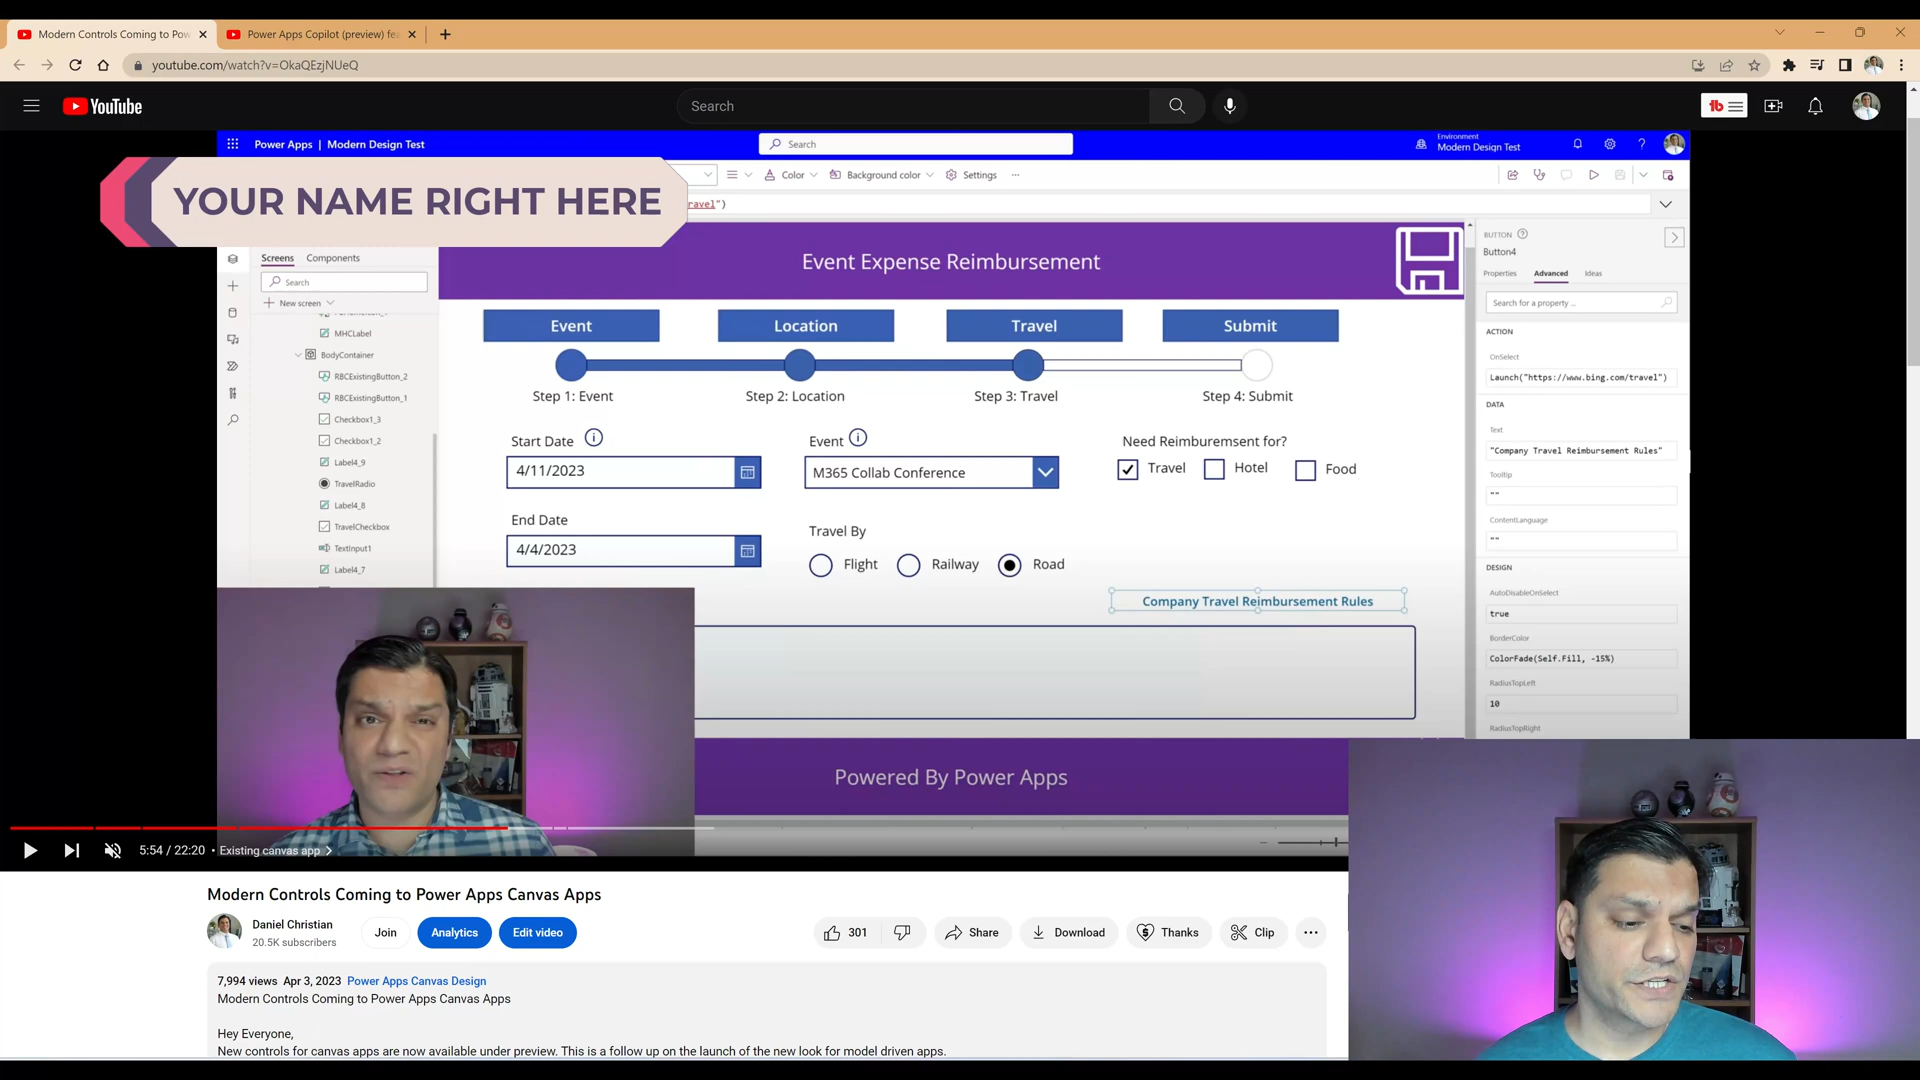 Modern Controls Coming to Pow
Power Apps Copilot (preview) fea
youtube.com/watch?v=OkaQEzjNUeQ
YouTube
Search
Power Apps | Modern Design Test
Search
Environment
Modern Design Test
YOUR NAME RIGHT HERE
Color
Background color
Settings
ravel")
Screens
Components
Search
New screen
MHCLabel
BodyContainer
RBCExistingButton_2
RBCExistingButton_1
Checkbox1_3
Checkbox1_2
Label4_9
TravelRadio
Label4_8
TravelCheckbox
TextInput1
Label4_7
Event Expense Reimbursement
Event
Location
Travel
Submit
Step 1: Event
Step 2: Location
Step 3: Travel
Step 4: Submit
Start Date
4/11/2023
Event
M365 Collab Conference
Need Reimburemsent for?
Travel
Hotel
Food
End Date
4/4/2023
Travel By
Flight
Railway
Road
Company Travel Reimbursement Rules
Powered By Power Apps
BUTTON
Button4
Properties
Advanced
Ideas
Search for a property ...
ACTION
OnSelect
Launch("https://www.bing.com/travel")
DATA
Text
"Company Travel Reimbursement Rules"
Tooltip
""
ContentLanguage
""
DESIGN
AutoDisableOnSelect
true
BorderColor
ColorFade(Self.Fill, -15%)
RadiusTopLeft
10
RadiusTopRight
5:54 / 22:20 • Existing canvas app
Modern Controls Coming to Power Apps Canvas Apps
Daniel Christian
20.5K subscribers
Join
Analytics
Edit video
301
Share
Download
Thanks
Clip
7,994 views Apr 3, 2023 Power Apps Canvas Design
Modern Controls Coming to Power Apps Canvas Apps
Hey Everyone,
New controls for canvas apps are now available under preview. This is a follow up on the launch of the new look for model driven apps.